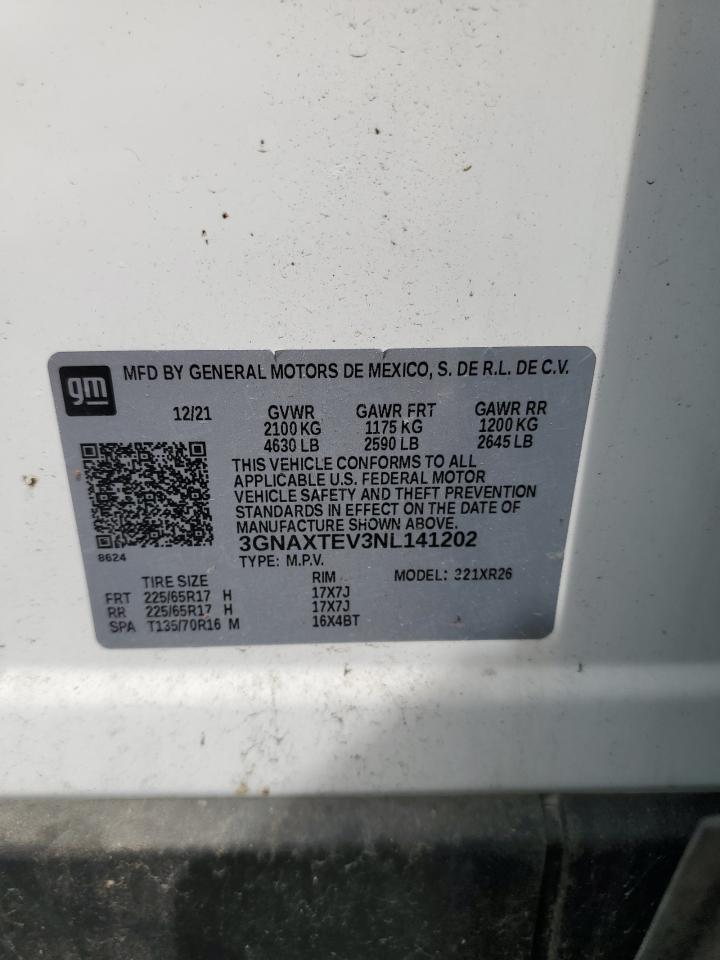 gm
MFD BY GENERAL MOTORS DE MEXICO, S. DE R.L. DE C.V.
12/21 GVWR GAWR FRT GAWR RR
2100 KG 1175 KG 1200 KG
4630 LB 2590 LB 2645 LB
THIS VEHICLE CONFORMS TO ALL
APPLICABLE U.S. FEDERAL MOTOR
VEHICLE SAFETY AND THEFT PREVENTION
STANDARDS IN EFFECT ON THE DATE OF
MANUFACTURE SHOWN ABOVE.
8624
3GNAXTEV3NL141202
TYPE: M.P.V. MODEL: 321XR26
TIRE SIZE RIM
FRT 225/65R17 H 17X7J
RR 225/65R17 H 17X7J
SPA T135/70R16 M 16X4BT